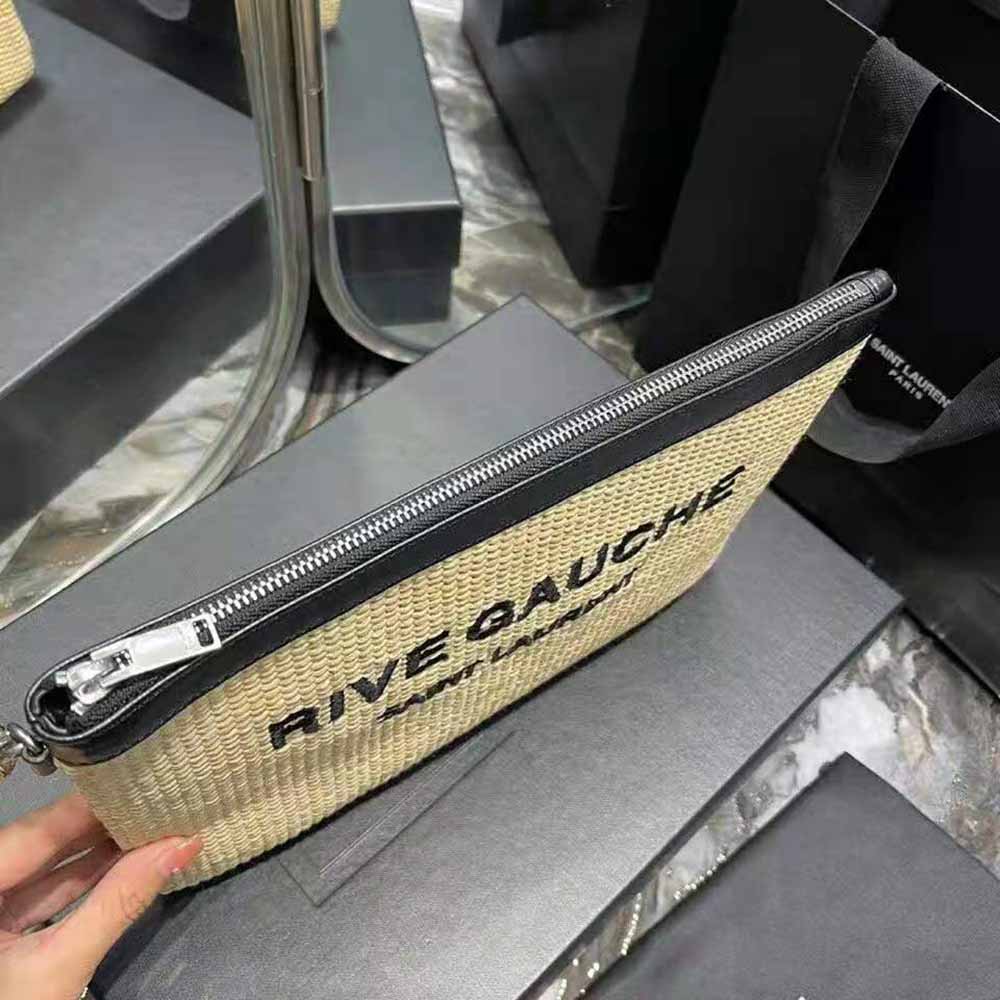 RIVE GAUCHE
SAINT LAURENT
SAINT LAURENT
PARIS